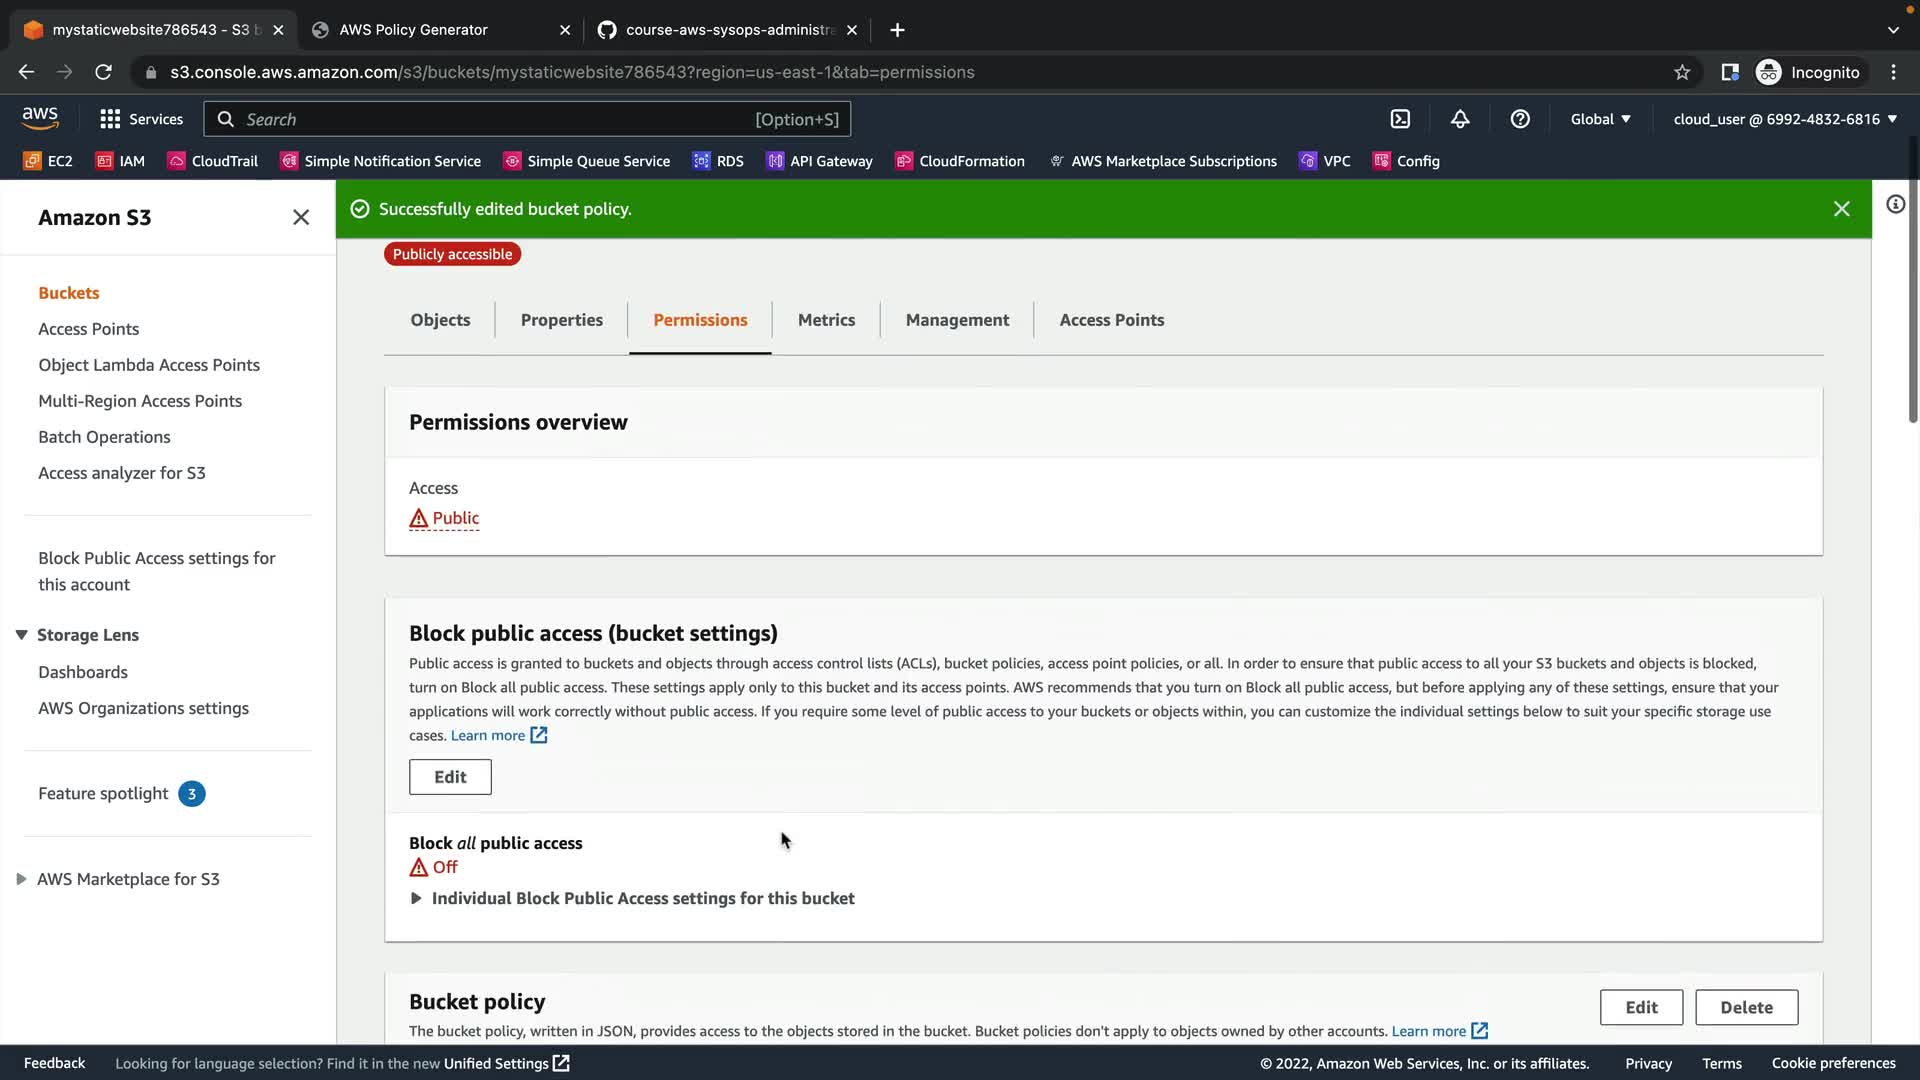 mystaticwebsite786543 - S3 b
AWS Policy Generator
course-aws-sysops-administra
s3.console.aws.amazon.com/s3/buckets/mystaticwebsite786543?region=us-east-1&tab=permissions
Incognito
aws
Services
Search
[Option+S]
Global
cloud_user @ 6992-4832-6816
EC2
IAM
CloudTrail
Simple Notification Service
Simple Queue Service
RDS
API Gateway
CloudFormation
AWS Marketplace Subscriptions
VPC
Config
Amazon S3
Buckets
Access Points
Object Lambda Access Points
Multi-Region Access Points
Batch Operations
Access analyzer for S3
Block Public Access settings for
this account
Storage Lens
Dashboards
AWS Organizations settings
Feature spotlight 3
AWS Marketplace for S3
Successfully edited bucket policy.
Publicly accessible
Objects
Properties
Permissions
Metrics
Management
Access Points
Permissions overview
Access
Public
Block public access (bucket settings)
Public access is granted to buckets and objects through access control lists (ACLs), bucket policies, access point policies, or all. In order to ensure that public access to all your S3 buckets and objects is blocked,
turn on Block all public access. These settings apply only to this bucket and its access points. AWS recommends that you turn on Block all public access, but before applying any of these settings, ensure that your
applications will work correctly without public access. If you require some level of public access to your buckets or objects within, you can customize the individual settings below to suit your specific storage use
cases. Learn more
Edit
Block all public access
Off
Individual Block Public Access settings for this bucket
Bucket policy
Edit
Delete
The bucket policy, written in JSON, provides access to the objects stored in the bucket. Bucket policies don't apply to objects owned by other accounts. Learn more
Feedback
Looking for language selection? Find it in the new Unified Settings
© 2022, Amazon Web Services, Inc. or its affiliates.
Privacy
Terms
Cookie preferences